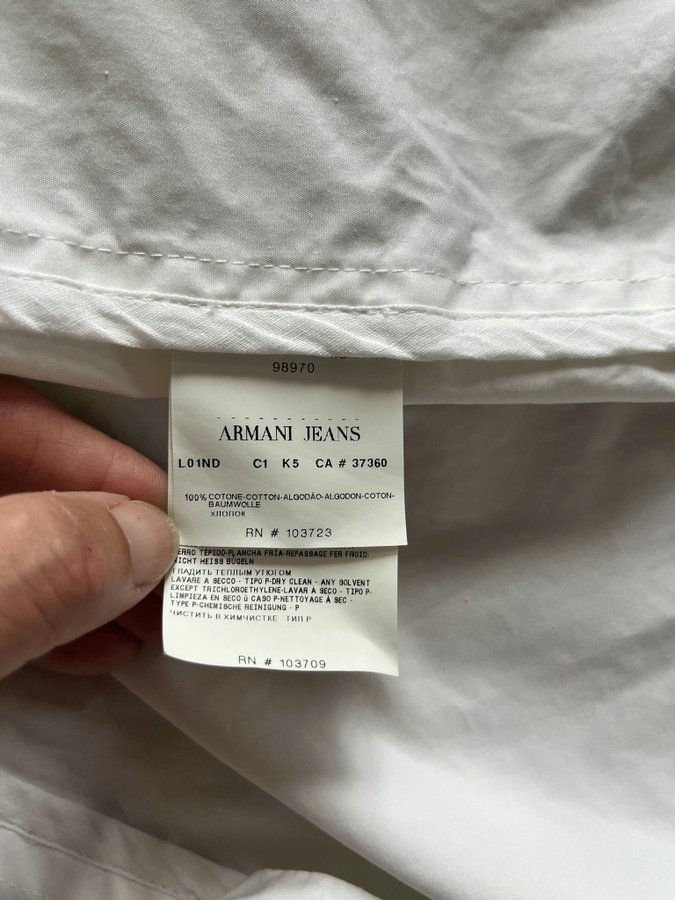 98970
ARMANI JEANS
L01ND C1 K5 CA # 37360
100% COTONE-COTTON-ALGODÃO-ALGODON-COTON-
BAUMWOLLE
ХЛОПОК
RN # 103723
ERRO TÉPIDO-PLANCHA FRIA-REPASSAGE FER FROID
NICHT HEISS BÜGELN
ГЛАДИТЬ ТЕПЛЫМ УТЮГОМ
LAVARE A SECCO - TIPO P-DRY CLEAN - ANY SOLVENT
EXCEPT TRICHLOROETHYLENE-LAVAR À SECO - TIPO P-
LIMPIEZA EN SECO ù CASO P-NETTOYAGE À SEC -
TYPE P-CHEMISCHE REINIGUNG - P
ЧИСТИТЬ В ХИМЧИСТКЕ ТИП P
RN # 103709